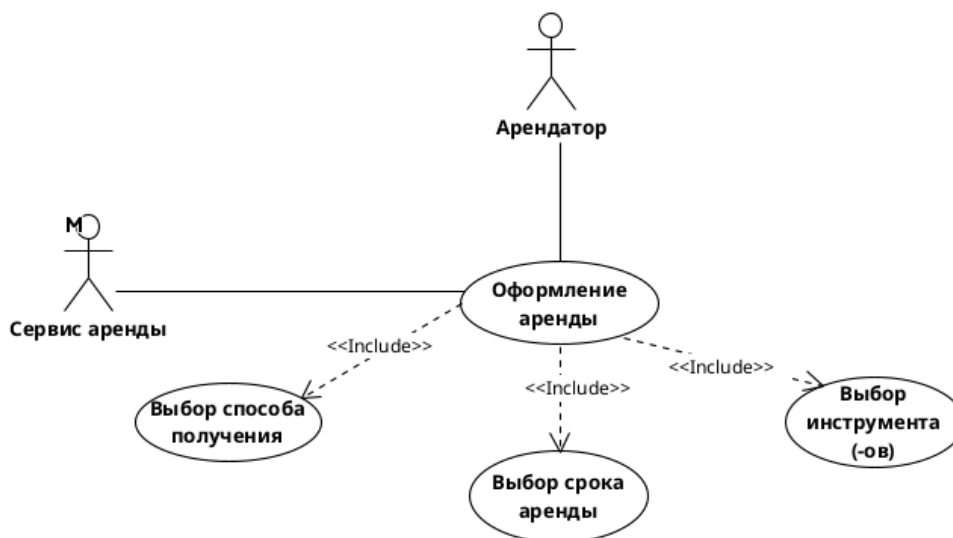 Арендатор
М
Сервис аренды
Оформление
аренды
<<Include>>
<<Include>>
<<Include>>
Выбор способа
получения
Выбор
инструмента
(-ов)
Выбор срока
аренды